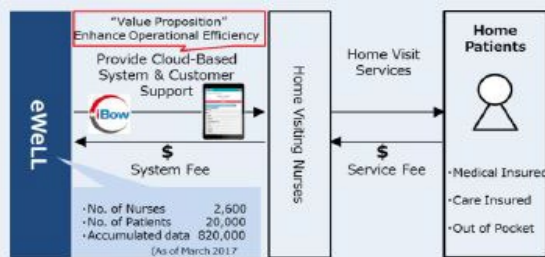 "Value Proposition"
Enhance Operational Efficiency
Provide Cloud-Based
System & Customer
Support
eWeLL
iBow
$
System Fee
·No. of Nurses 2,600
·No. of Patients 20,000
·Accumulated data 820,000
(As of March 2017
Home Visiting Nurses
Home Visit
Services
$
Service Fee
Home
Patients
·Medical Insured
·Care Insured
·Out of Pocket